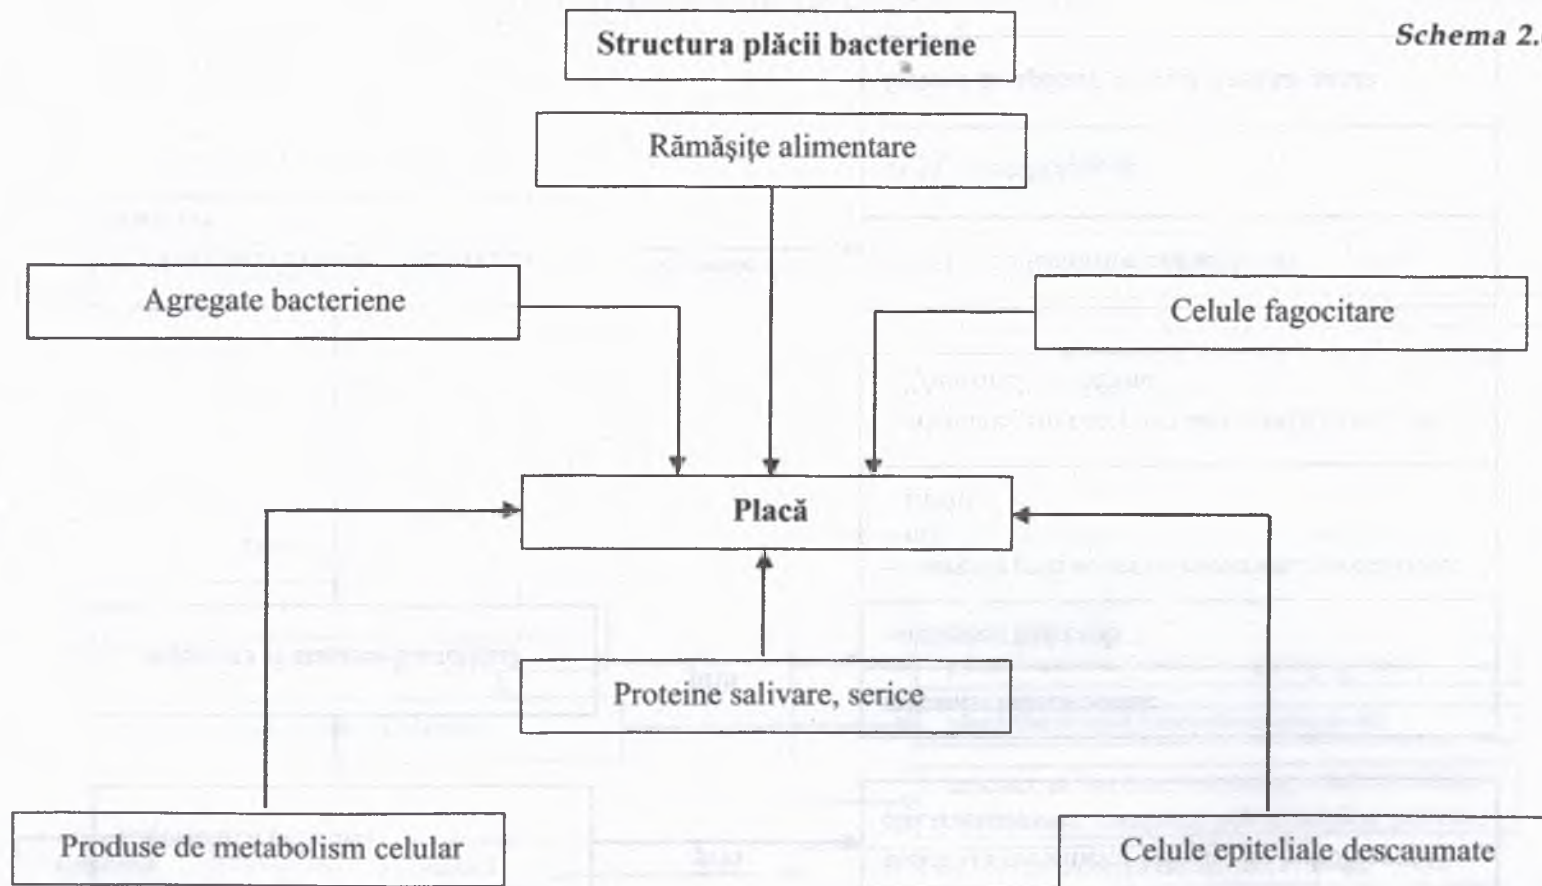 Structura plăcii bacteriene
Schema 2.
Rămășițe alimentare
Agregate bacteriene
Celule fagocitare
Placă
Proteine salivare, serice
Produse de metabolism celular
Celule epiteliale descaumate